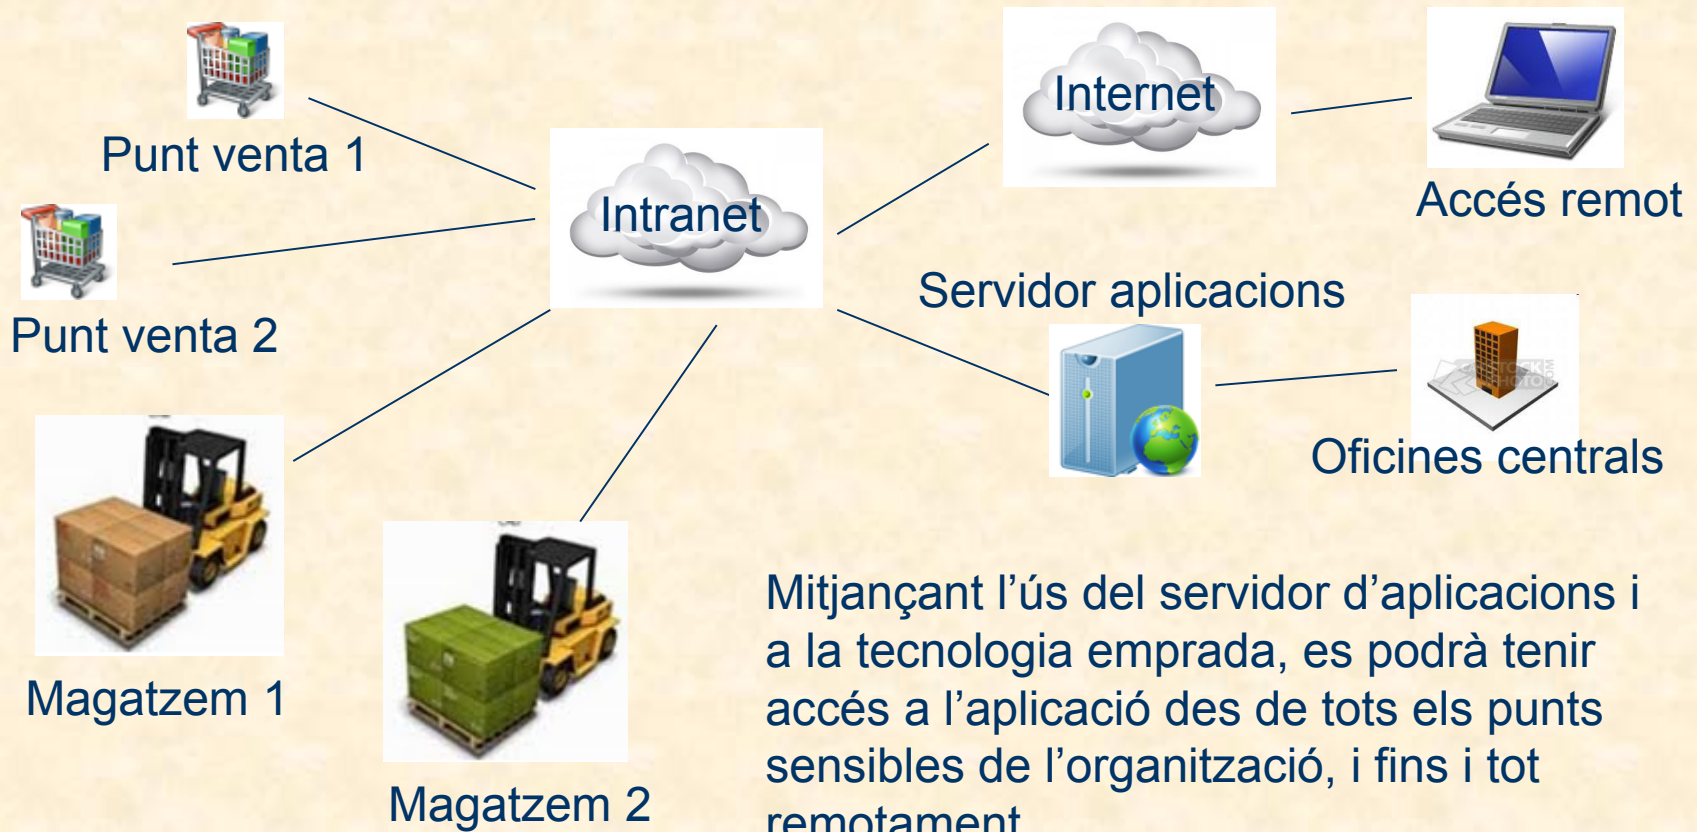 Punt venta 1
Internet
Accés remot
Intranet
Punt venta 2
Servidor aplicacions
Oficines centrals
Magatzem 1
Magatzem 2
Mitjançant l’ús del servidor d’aplicacions i
a la tecnologia emprada, es podrà tenir
accés a l’aplicació des de tots els punts
sensibles de l’organització, i fins i tot
remotament